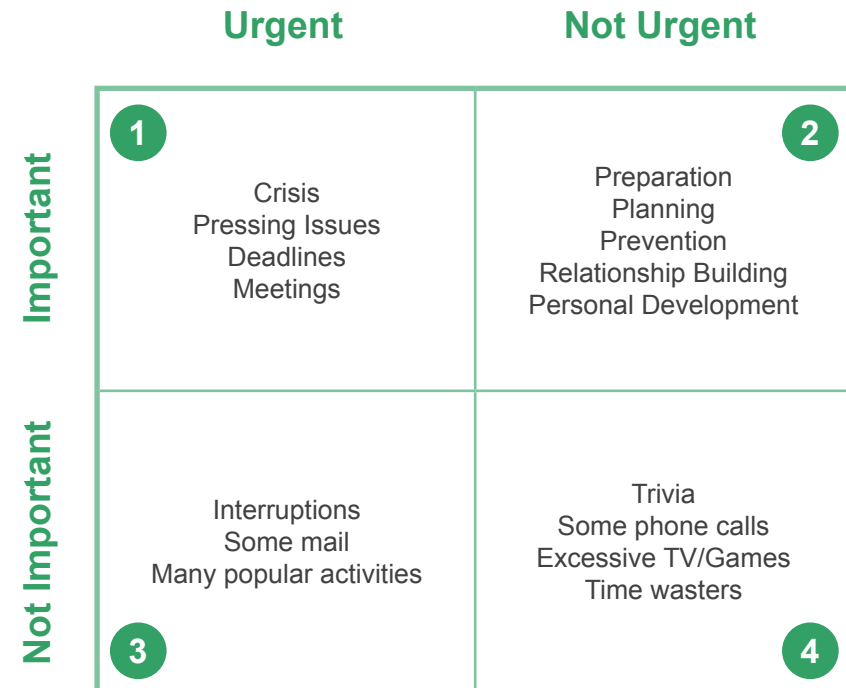 Urgent
Not Urgent
Important
1
Crisis
Pressing Issues
Deadlines
Meetings
2
Preparation
Planning
Prevention
Relationship Building
Personal Development
Not Important
Interruptions
Some mail
Many popular activities
3
Trivia
Some phone calls
Excessive TV/Games
Time wasters
4